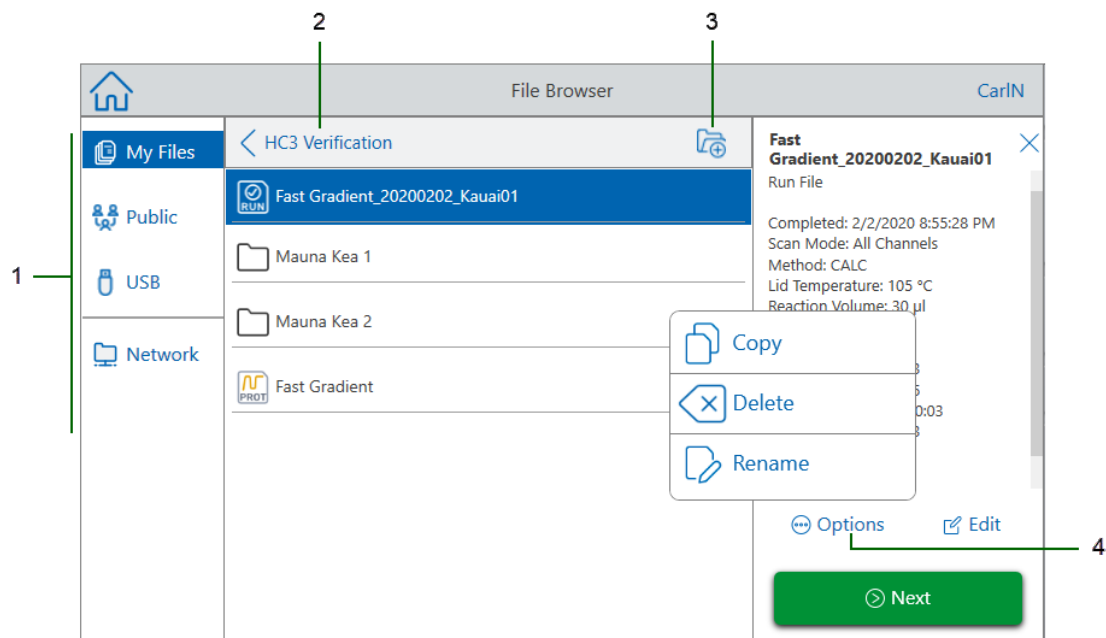 2
3
File Browser
CarlN
1
My Files
Public
USB
Network
HC3 Verification
RUN
Fast Gradient_20200202_Kauai01
Mauna Kea 1
Mauna Kea 2
PROT
Fast Gradient
Fast
Gradient_20200202_Kauai01
Run File
Completed: 2/2/2020 8:55:28 PM
Scan Mode: All Channels
Method: CALC
Lid Temperature: 105 °C
Reaction Volume: 30 µl
0:03
Copy
Delete
Rename
Options
Edit
4
Next